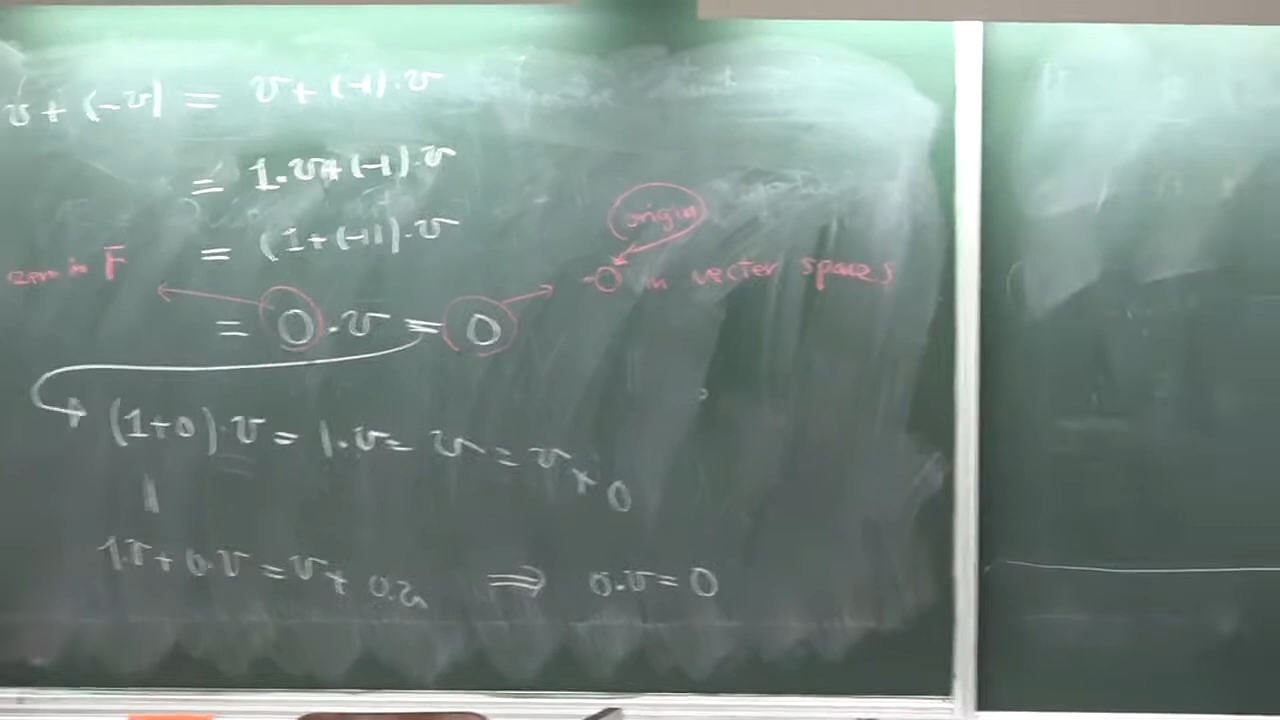 v + (-v) = v + (-1)·v
= 1·v + (-1)·v
= (1+(-1))·v
origin
zero in F
0 in vector spaces
= 0·v = 0
(1+0)·v = 1·v = v = v + 0
||
1·v + 0·v = v + 0·v ⇒ 0·v = 0